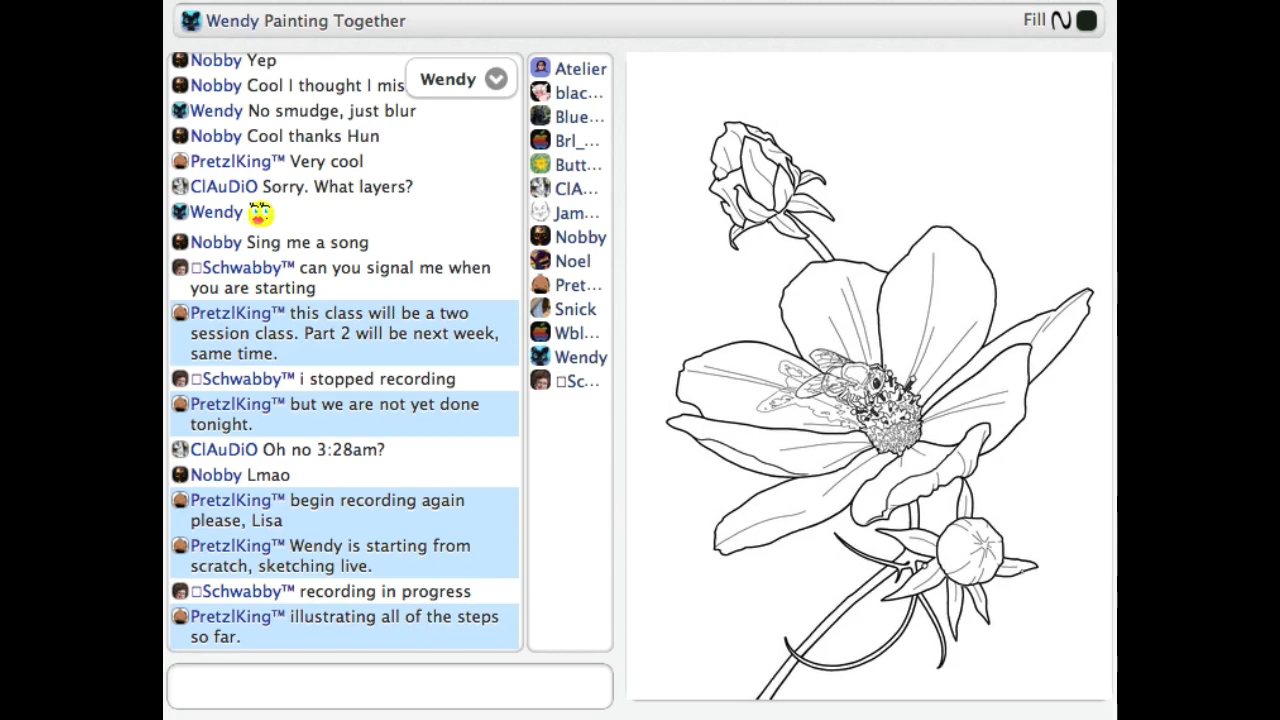 Wendy Painting Together
Fill
Nobby Yep
Nobby Cool I thought I mis
Wendy
Wendy No smudge, just blur
Nobby Cool thanks Hun
PretzlKing™ Very cool
ClAuDiO Sorry. What layers?
Wendy
Nobby Sing me a song
Schwabby™ can you signal me when
you are starting
PretzlKing™ this class will be a two
session class. Part 2 will be next week,
same time.
Schwabby™ i stopped recording
PretzlKing™ but we are not yet done
tonight.
ClAuDiO Oh no 3:28am?
Nobby Lmao
PretzlKing™ begin recording again
please, Lisa
PretzlKing™ Wendy is starting from
scratch, sketching live.
Schwabby™ recording in progress
PretzlKing™ illustrating all of the steps
so far.
Atelier
blac...
Blue...
Brl_...
Butt...
ClA...
Jam...
Nobby
Noel
Pret...
Snick
Wbl...
Wendy
Sc...